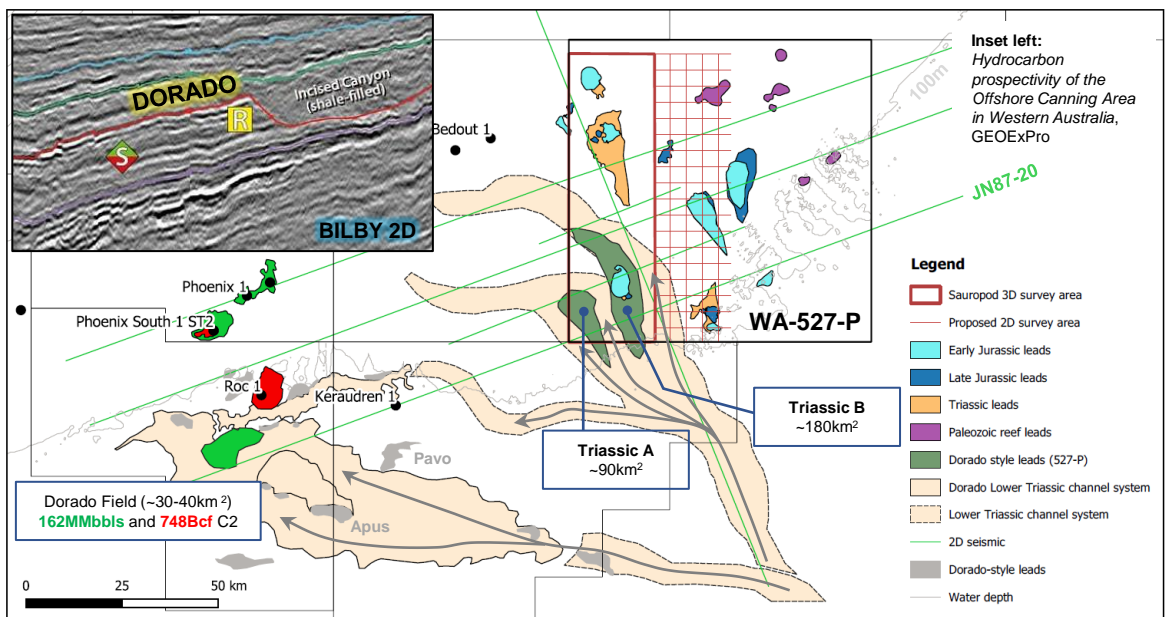 DORADO
Incised Canyon
(shale-filled)
R
S
BILBY 2D
Inset left:
Hydrocarbon
prospectivity of the
Offshore Canning Area
in Western Australia,
GEOExPro
100m
JN87-20
Bedout 1
Phoenix 1
Phoenix South 1 ST2
Roc 1
Keraudren 1
WA-527-P
Pavo
Apus
Triassic A
~90km²
Triassic B
~180km²
Dorado Field (~30-40km²)
162MMbbls and 748Bcf C2
0 25 50 km
Legend
Sauropod 3D survey area
Proposed 2D survey area
Early Jurassic leads
Late Jurassic leads
Triassic leads
Paleozoic reef leads
Dorado style leads (527-P)
Dorado Lower Triassic channel system
Lower Triassic channel system
2D seismic
Dorado-style leads
Water depth